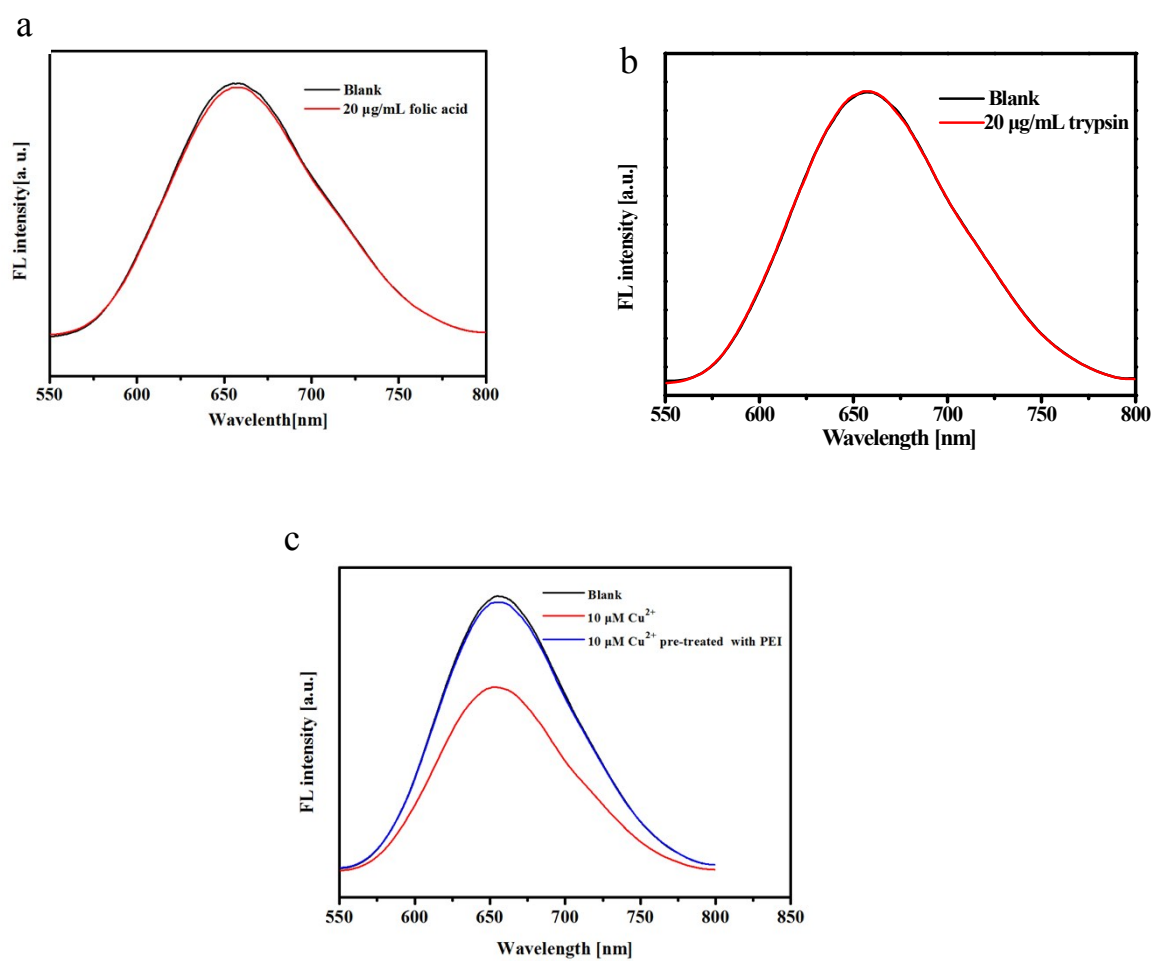 a
Blank
20 µg/mL folic acid
FL intensity[a. u.]
550 600 650 700 750 800
Wavelenth[nm]
b
Blank
20 µg/mL trypsin
FL intensity [a.u.]
550 600 650 700 750 800
Wavelength [nm]
c
Blank
10 µM Cu²⁺
10 µM Cu²⁺ pre-treated with PEI
FL intensity [a.u.]
550 600 650 700 750 800 850
Wavelength [nm]